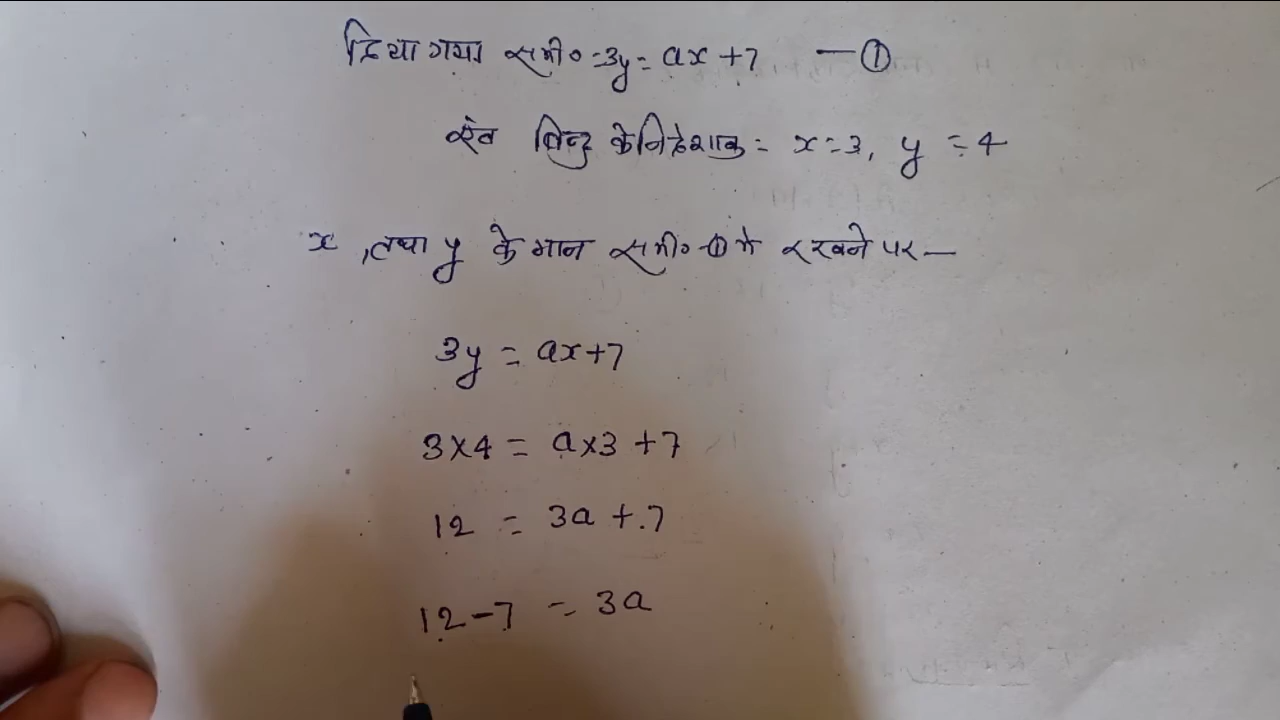 दिया गया समी० = 3y = ax + 7 — ①
एंव बिन्दु के निर्देशांक = x = 3, y = 4
x, तथा y के मान समी०-① मे रखने पर —
3y = ax+7
3×4 = a×3 +7
12 = 3a + 7
12-7 = 3a